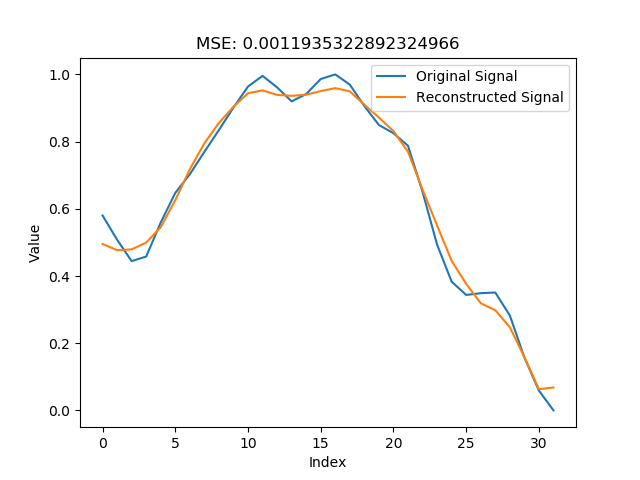 MSE: 0.0011935322892324966
Original Signal
Reconstructed Signal
Value
1.0
0.8
0.6
0.4
0.2
0.0
0 5 10 15 20 25 30
Index